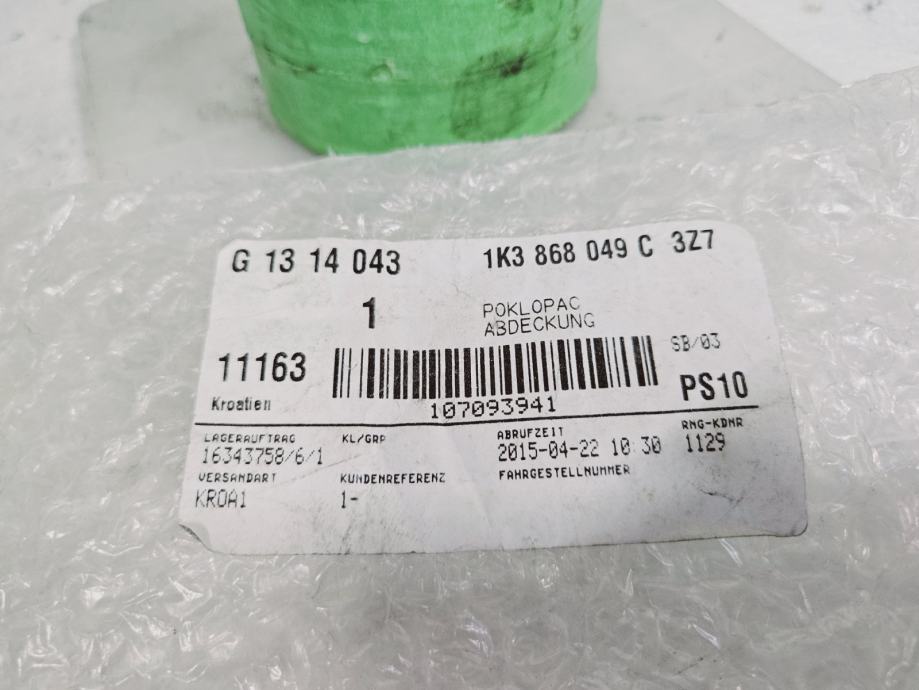 G 13 14 043 1K3 868 049 C 3Z7
1 POKLOPAC
ABDECKUNG
11163 SB/03
Kroatien 107093941 PS10
LAGERAUFTRAG KL/GRP ABRUFZEIT RNG-KDNR
16343758/6/1 2015-04-22 10:30 1129
VERSANDART KUNDENREFERENZ FAHRGESTELLNUMMER
KROA1 1-